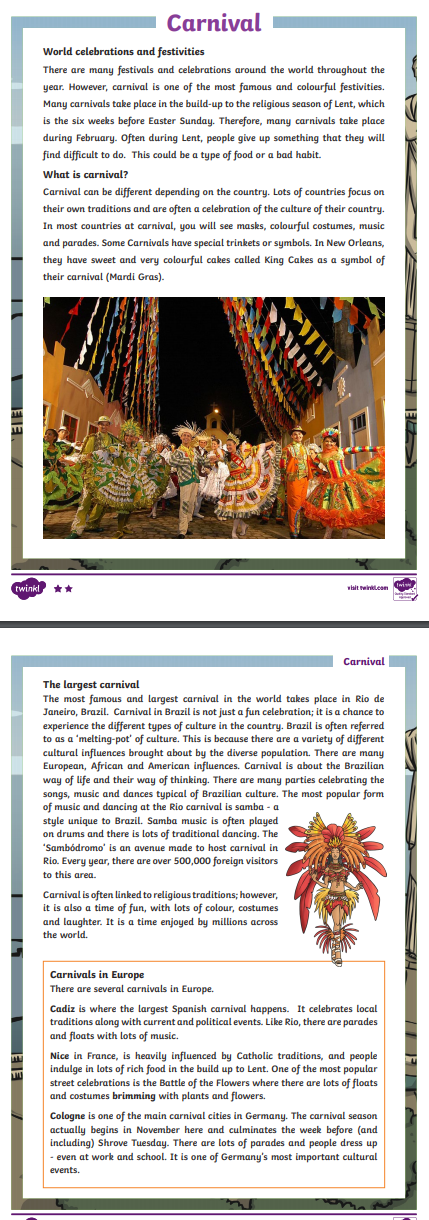 Carnival
World celebrations and festivities
There are many festivals and celebrations around the world throughout the
year. However, carnival is one of the most famous and colourful festivities.
Many carnivals take place in the build-up to the religious season of Lent, which
is the six weeks before Easter Sunday. Therefore, many carnivals take place
during February. Often during Lent, people give up something that they will
find difficult to do. This could be a type of food or a bad habit.
What is carnival?
Carnival can be different depending on the country. Lots of countries focus on
their own traditions and are often a celebration of the culture of their country.
In most countries at carnival, you will see masks, colourful costumes, music
and parades. Some Carnivals have special trinkets or symbols. In New Orleans,
they have sweet and very colourful cakes called King Cakes as a symbol of
their carnival (Mardi Gras).
twinkl
visit twinkl.com
twinkl
Carnival
The largest carnival
The most famous and largest carnival in the world takes place in Rio de
Janeiro, Brazil. Carnival in Brazil is not just a fun celebration; it is a chance to
experience the different types of culture in the country. Brazil is often referred
to as a ‘melting-pot’ of culture. This is because there are a variety of different
cultural influences brought about by the diverse population. There are many
European, African and American influences. Carnival is about the Brazilian
way of life and their way of thinking. There are many parties celebrating the
songs, music and dances typical of Brazilian culture. The most popular form
of music and dancing at the Rio carnival is samba - a
style unique to Brazil. Samba music is often played
on drums and there is lots of traditional dancing. The
‘Sambódromo’ is an avenue made to host carnival in
Rio. Every year, there are over 500,000 foreign visitors
to this area.
Carnival is often linked to religious traditions; however,
it is also a time of fun, with lots of colour, costumes
and laughter. It is a time enjoyed by millions across
the world.
Carnivals in Europe
There are several carnivals in Europe.
Cadiz is where the largest Spanish carnival happens. It celebrates local
traditions along with current and political events. Like Rio, there are parades
and floats with lots of music.
Nice in France, is heavily influenced by Catholic traditions, and people
indulge in lots of rich food in the build up to Lent. One of the most popular
street celebrations is the Battle of the Flowers where there are lots of floats
and costumes brimming with plants and flowers.
Cologne is one of the main carnival cities in Germany. The carnival season
actually begins in November here and culminates the week before (and
including) Shrove Tuesday. There are lots of parades and people dress up
- even at work and school. It is one of Germany’s most important cultural
events.